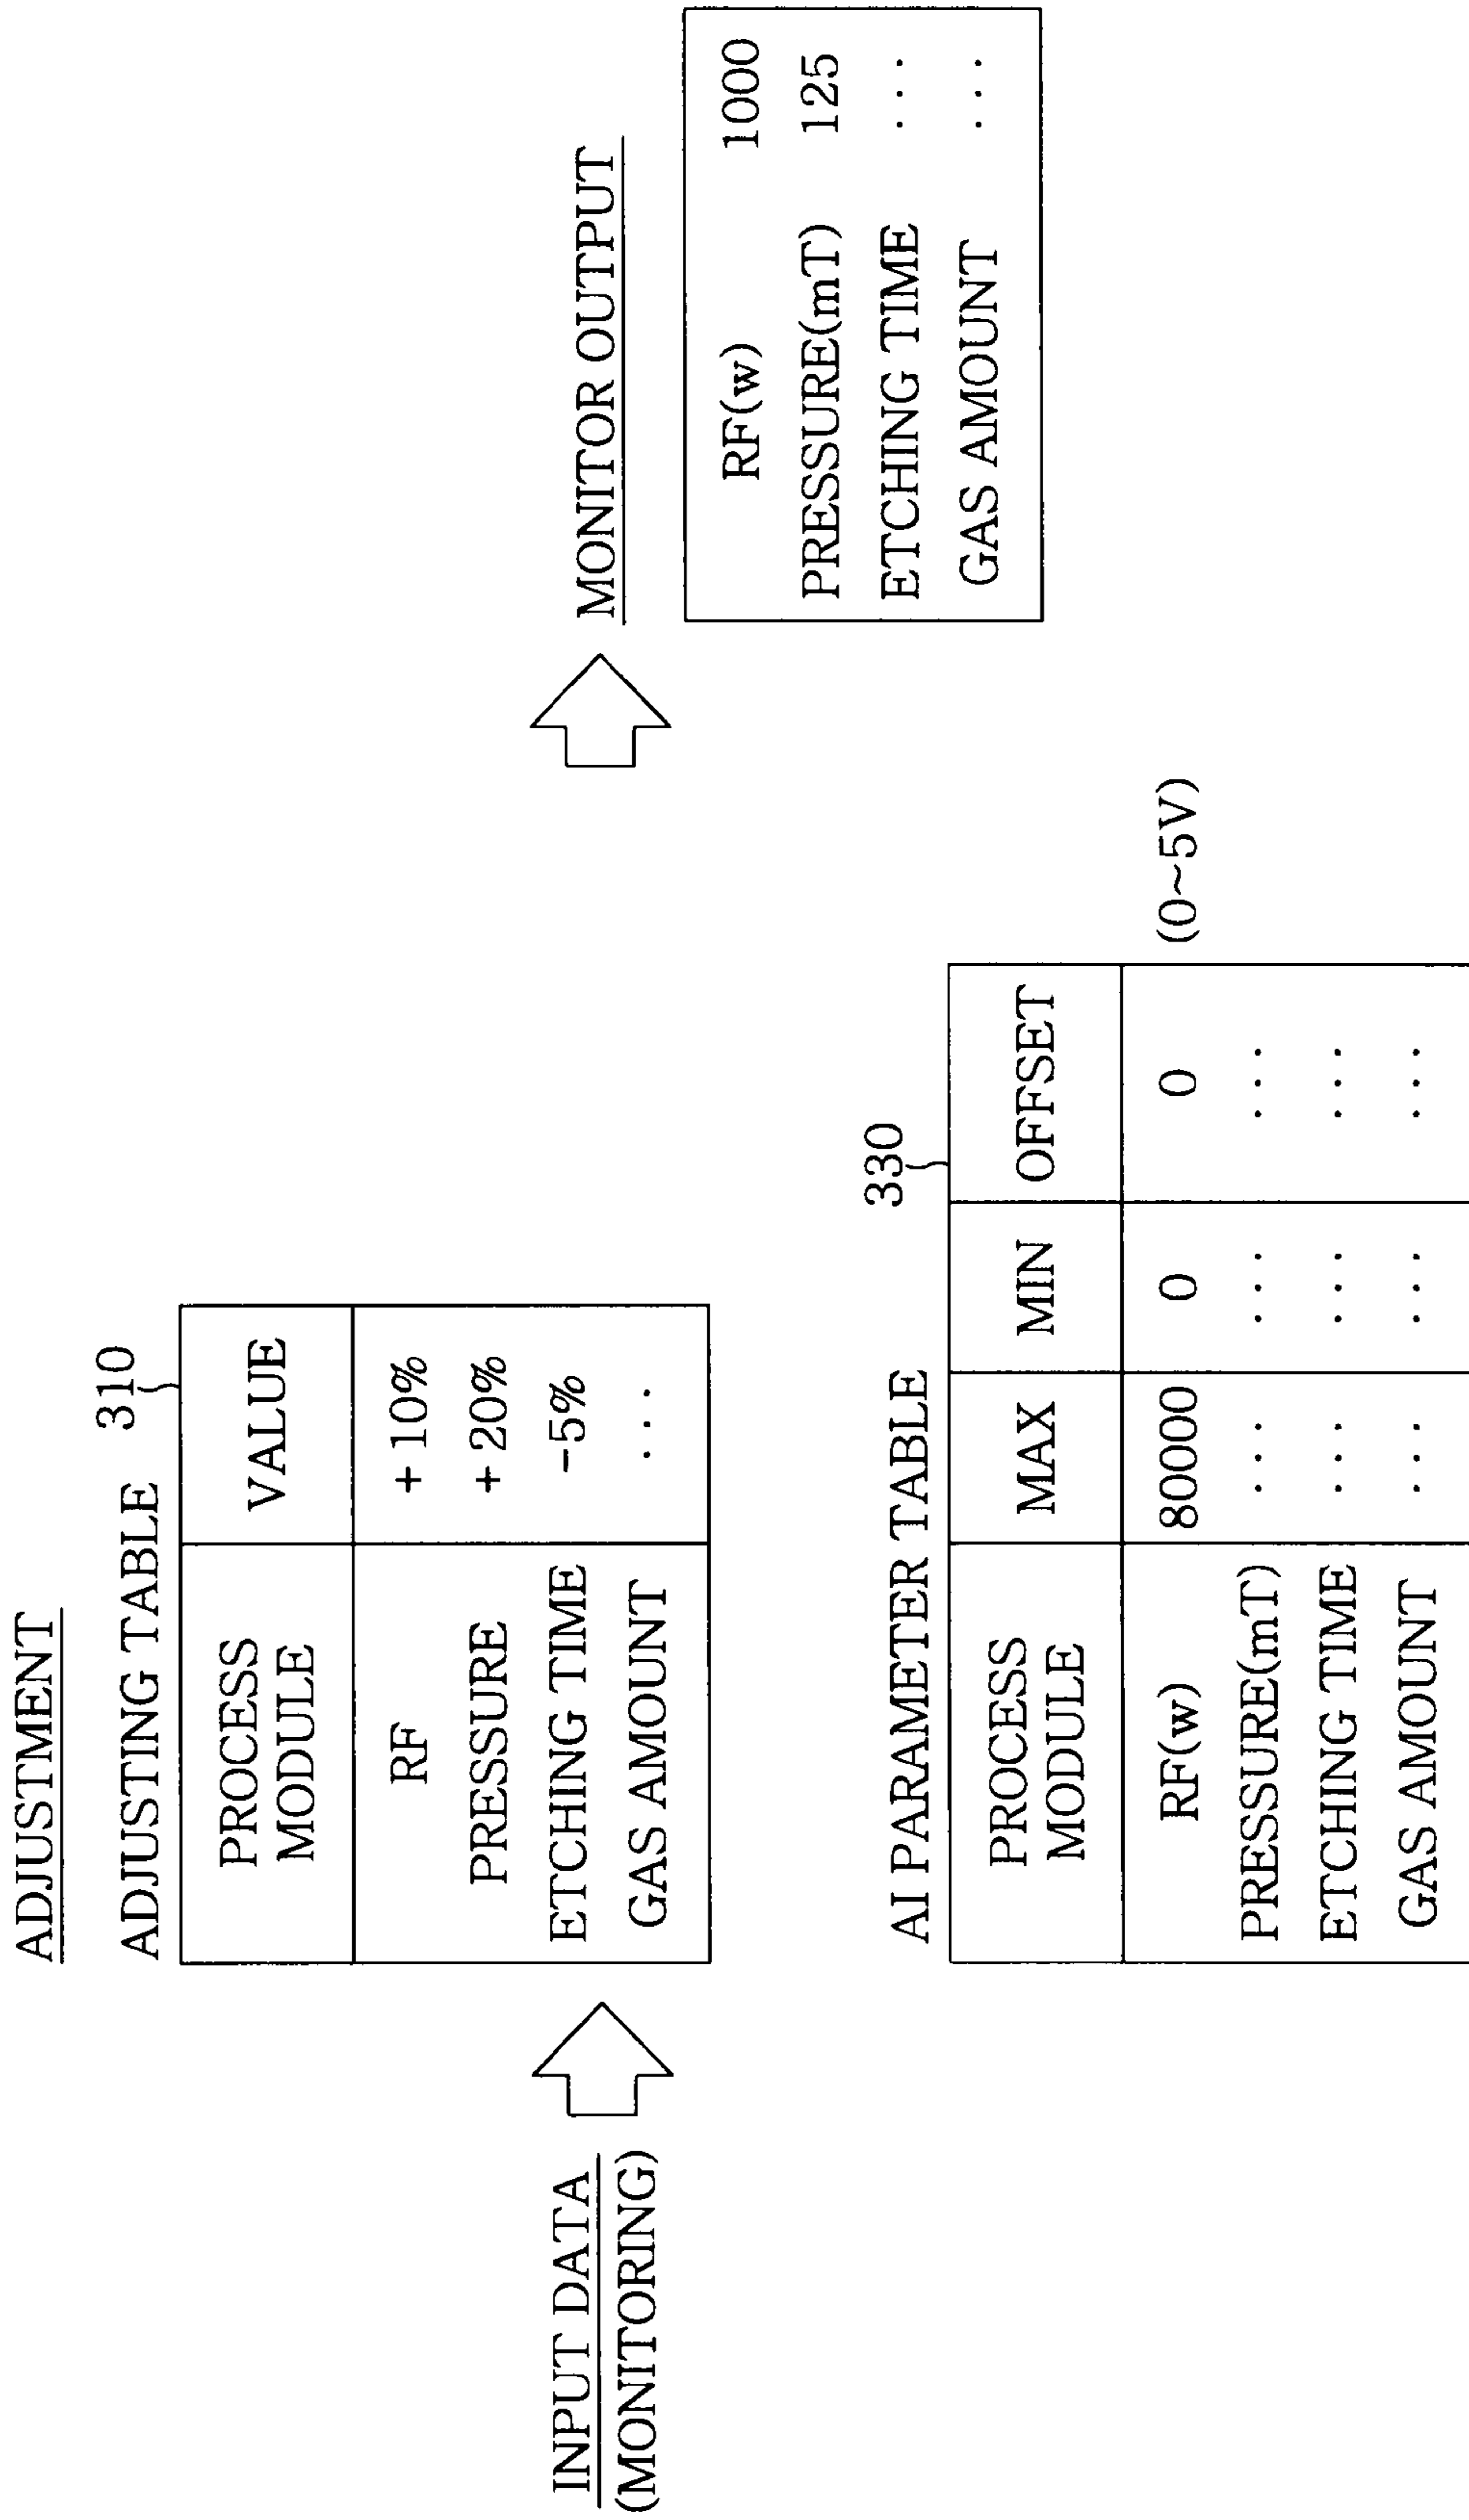 ADJUSTMENT
ADJUSTING TABLE 310
PROCESS MODULE VALUE
RF +10%
PRESSURE +20%
ETCHING TIME -5%
GAS AMOUNT ...
INPUT DATA
(MONITORING)
MONITOR OUTPUT
RF(w) 1000
PRESSURE(mT) 125
ETCHING TIME ...
GAS AMOUNT ...
AI PARAMETER TABLE 330
PROCESS MODULE MAX MIN OFFSET
RF(w) 80000 0 0 (0~5V)
PRESSURE(mT) ... ... ...
ETCHING TIME ... ... ...
GAS AMOUNT ... ... ...